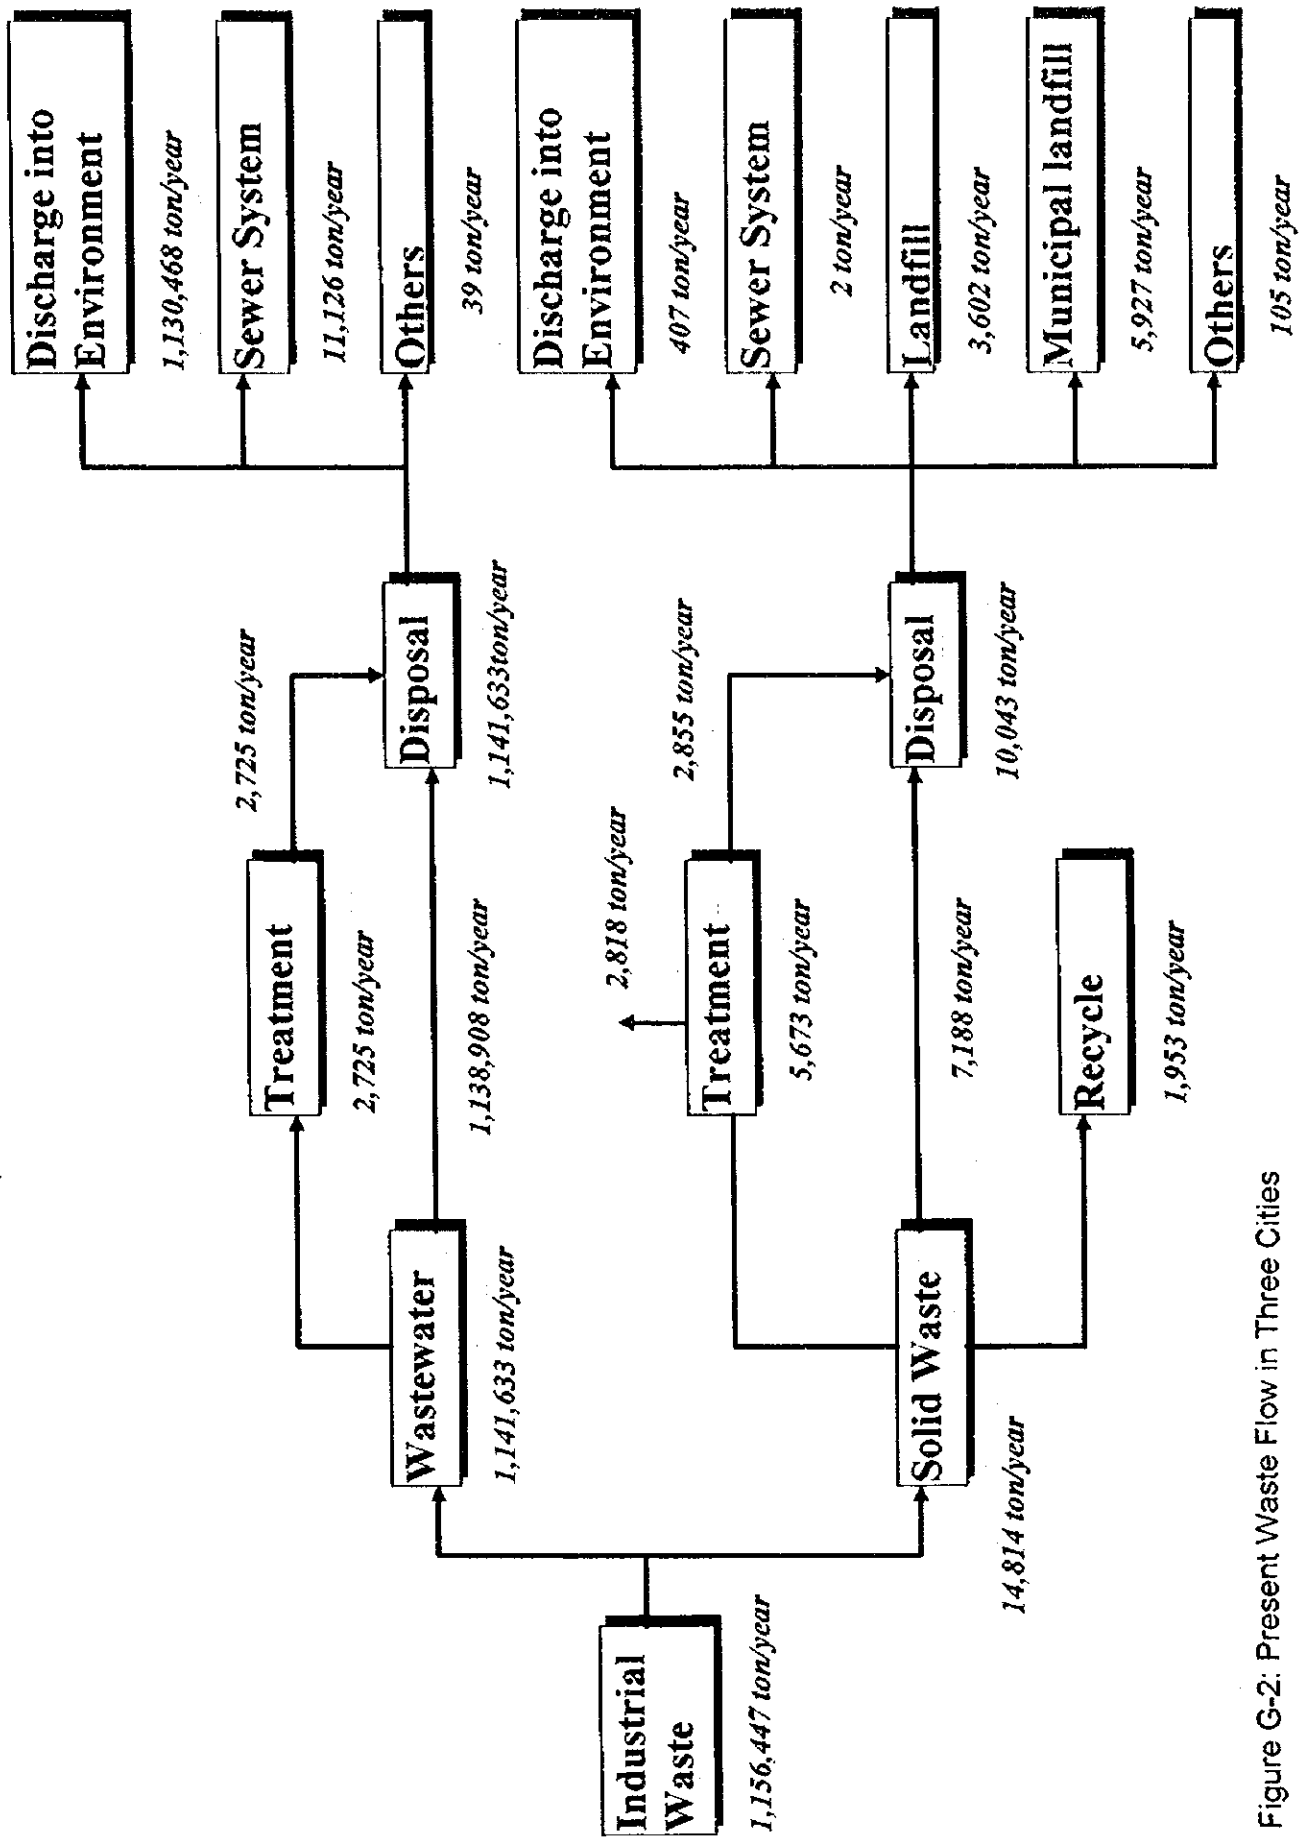 Industrial
Waste
1,156,447 ton/year
Wastewater
1,141,633 ton/year
Solid Waste
14,814 ton/year
Treatment
2,725 ton/year
2,725 ton/year
1,138,908 ton/year
Disposal
1,141,633ton/year
Treatment
5,673 ton/year
2,818 ton/year
2,855 ton/year
7,188 ton/year
Disposal
10,043 ton/year
Recycle
1,953 ton/year
Discharge into
Environment
1,130,468 ton/year
Sewer System
11,126 ton/year
Others
39 ton/year
Discharge into
Environment
407 ton/year
Sewer System
2 ton/year
Landfill
3,602 ton/year
Municipal landfill
5,927 ton/year
Others
105 ton/year
Figure G-2: Present Waste Flow in Three Cities